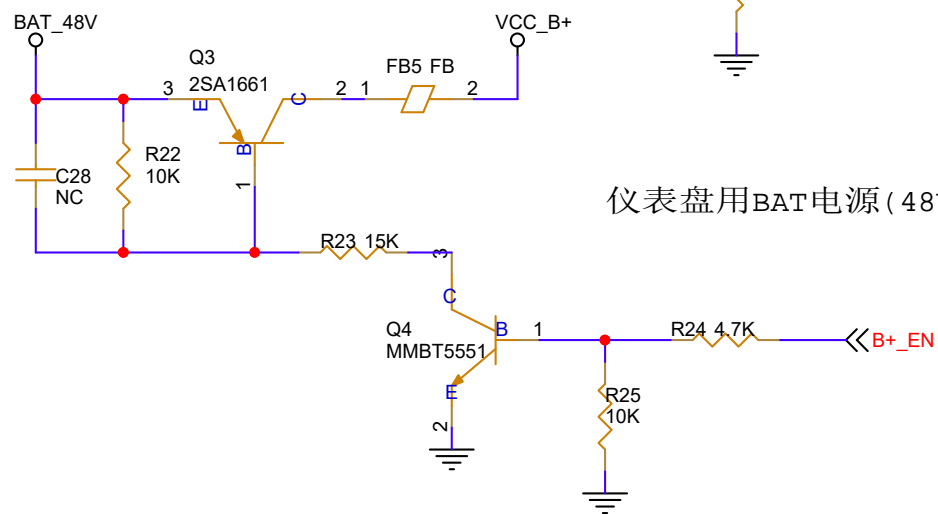 BAT_48V
VCC_B+
Q3
2SA1661
FB5 FB
3
E
C
2
1
2
B
1
R22
10K
C28
NC
仪表盘用BAT电源(48
R23 15K
3
C
Q4
MMBT5551
B
1
R24 4.7K
B+_EN
E
2
R25
10K